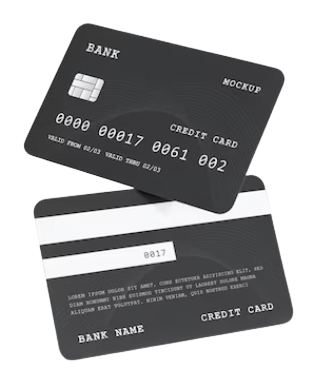 BANK
MOCKUP
CREDIT CARD
0000 00017 0061 002
VALID FROM 02/03 VALID THRU 02/03
0017
LOREM IPSUM DOLOR SIT AMET, CONS ECTETUER ADIPISCING ELIT, SED
DIAM NONUMMY NIBH EUISMOD TINCIDUNT UT LAOREET DOLORE MAGNA
ALIQUAM ERAT VOLUTPAT. MINIM VENIAM, QUIS NOSTRUD EXERCI
BANK NAME
CREDIT CARD